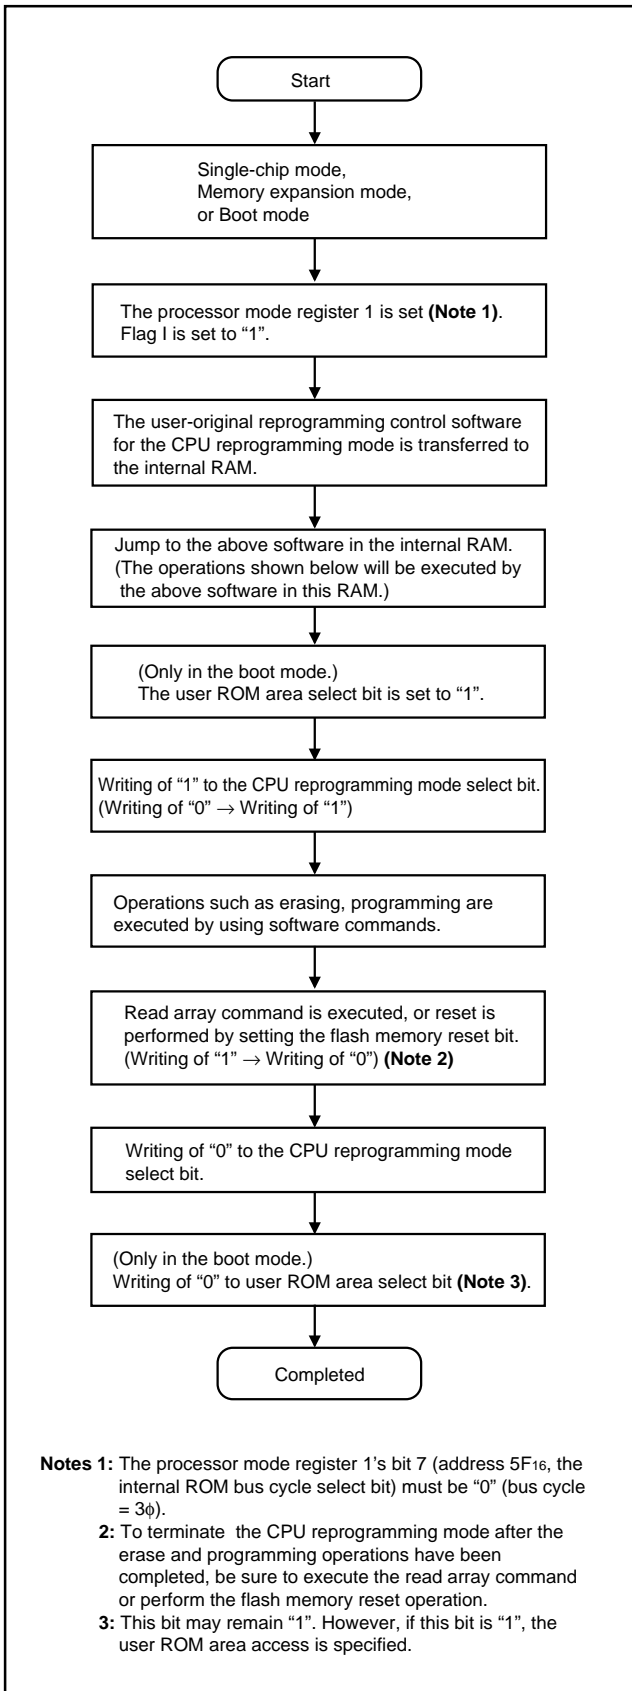 Start
Single-chip mode,
Memory expansion mode,
or Boot mode
The processor mode register 1 is set (Note 1).
Flag I is set to “1”.
The user-original reprogramming control software
for the CPU reprogramming mode is transferred to
the internal RAM.
Jump to the above software in the internal RAM.
(The operations shown below will be executed by
the above software in this RAM.)
(Only in the boot mode.)
The user ROM area select bit is set to “1”.
Writing of “1” to the CPU reprogramming mode select bit.
(Writing of “0” → Writing of “1”)
Operations such as erasing, programming are
executed by using software commands.
Read array command is executed, or reset is
performed by setting the flash memory reset bit.
(Writing of “1” → Writing of “0”) (Note 2)
Writing of “0” to the CPU reprogramming mode
select bit.
(Only in the boot mode.)
Writing of “0” to user ROM area select bit (Note 3).
Completed
Notes 1: The processor mode register 1’s bit 7 (address 5F16, the
internal ROM bus cycle select bit) must be “0” (bus cycle
= 3φ).
2: To terminate the CPU reprogramming mode after the
erase and programming operations have been
completed, be sure to execute the read array command
or perform the flash memory reset operation.
3: This bit may remain “1”. However, if this bit is “1”, the
user ROM area access is specified.